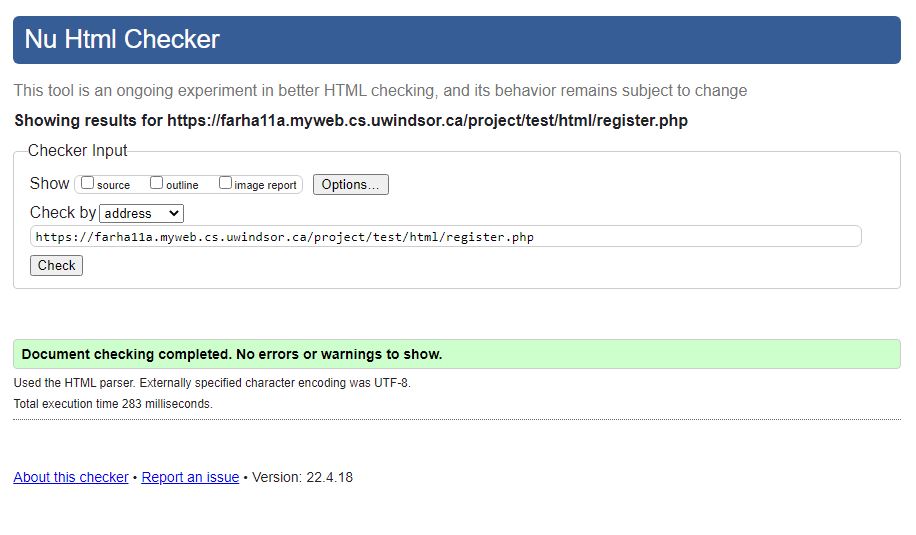 Nu Html Checker
This tool is an ongoing experiment in better HTML checking, and its behavior remains subject to change
Showing results for https://farha11a.myweb.cs.uwindsor.ca/project/test/html/register.php
Checker Input
Show source outline image report Options...
Check by address
https://farha11a.myweb.cs.uwindsor.ca/project/test/html/register.php
Check
Document checking completed. No errors or warnings to show.
Used the HTML parser. Externally specified character encoding was UTF-8.
Total execution time 283 milliseconds.
About this checker • Report an issue • Version: 22.4.18